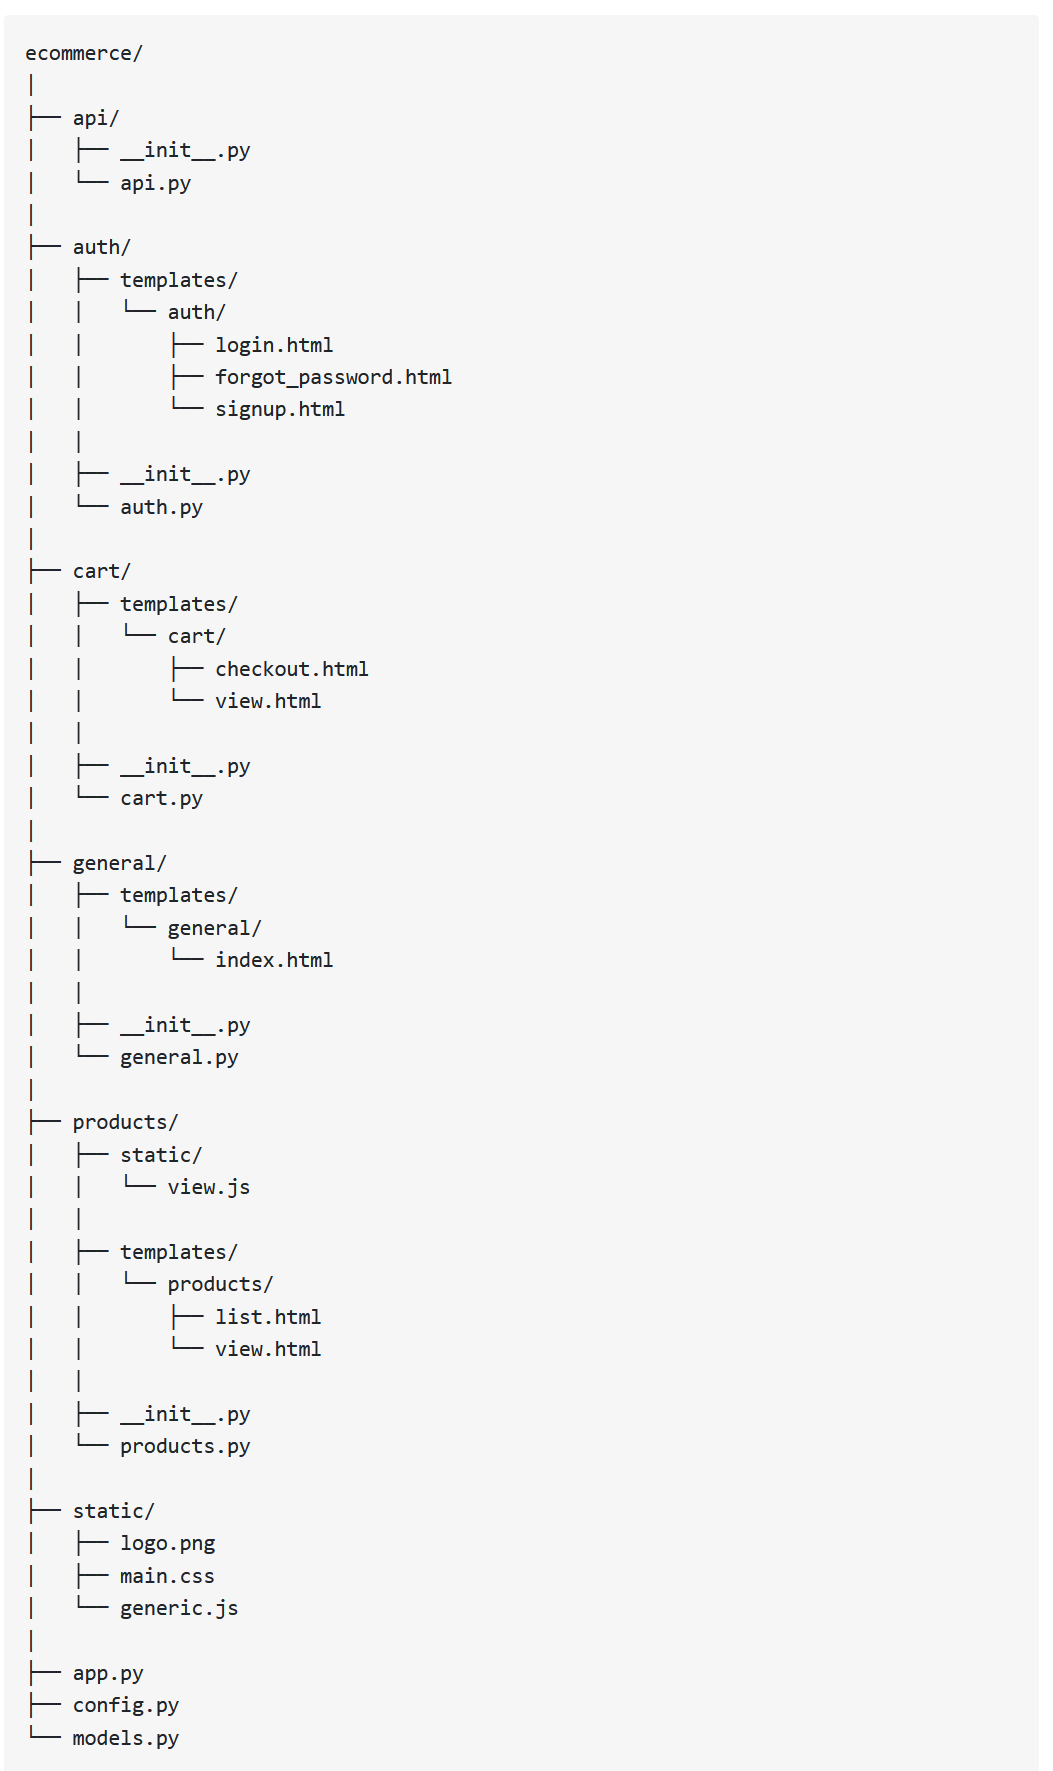 ecommerce/
│
├── api/
│   ├── __init__.py
│   └── api.py
│
├── auth/
│   ├── templates/
│   │   └── auth/
│   │       ├── login.html
│   │       ├── forgot_password.html
│   │       └── signup.html
│   │
│   ├── __init__.py
│   └── auth.py
│
├── cart/
│   ├── templates/
│   │   └── cart/
│   │       ├── checkout.html
│   │       └── view.html
│   │
│   ├── __init__.py
│   └── cart.py
│
├── general/
│   ├── templates/
│   │   └── general/
│   │       └── index.html
│   │
│   ├── __init__.py
│   └── general.py
│
├── products/
│   ├── static/
│   │   └── view.js
│   │
│   ├── templates/
│   │   └── products/
│   │       ├── list.html
│   │       └── view.html
│   │
│   ├── __init__.py
│   └── products.py
│
├── static/
│   ├── logo.png
│   ├── main.css
│   └── generic.js
│
├── app.py
├── config.py
└── models.py